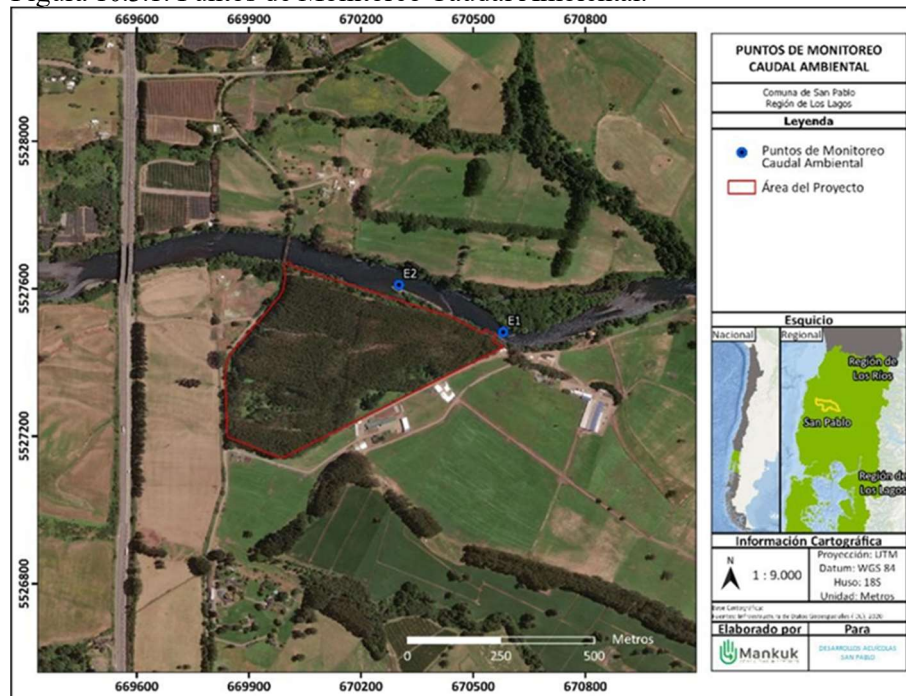 Figura 10.3.1. Puntos de Monitoreo Caudal Ambiental.
669600 669900 670200 670500 670800
5528000
5527600
5527200
5526800
E2
E1
Metros
0 250 500
669600 669900 670200 670500 670800
PUNTOS DE MONITOREO
CAUDAL AMBIENTAL
Comuna de San Pablo
Región de Los Lagos
Leyenda
Puntos de Monitoreo
Caudal Ambiental
Área del Proyecto
Esquicio
Nacional
Regional
Región de
Los Ríos
San Pablo
Región de
Los Lagos
Información Cartográfica
N
1 : 9.000
Proyección: UTM
Datum: WGS 84
Huso: 18S
Unidad: Metros
Base Cartográfica:
Elaborado por
Para
Mankuk
DESARROLLOS ACUÍCOLAS
SAN PABLO